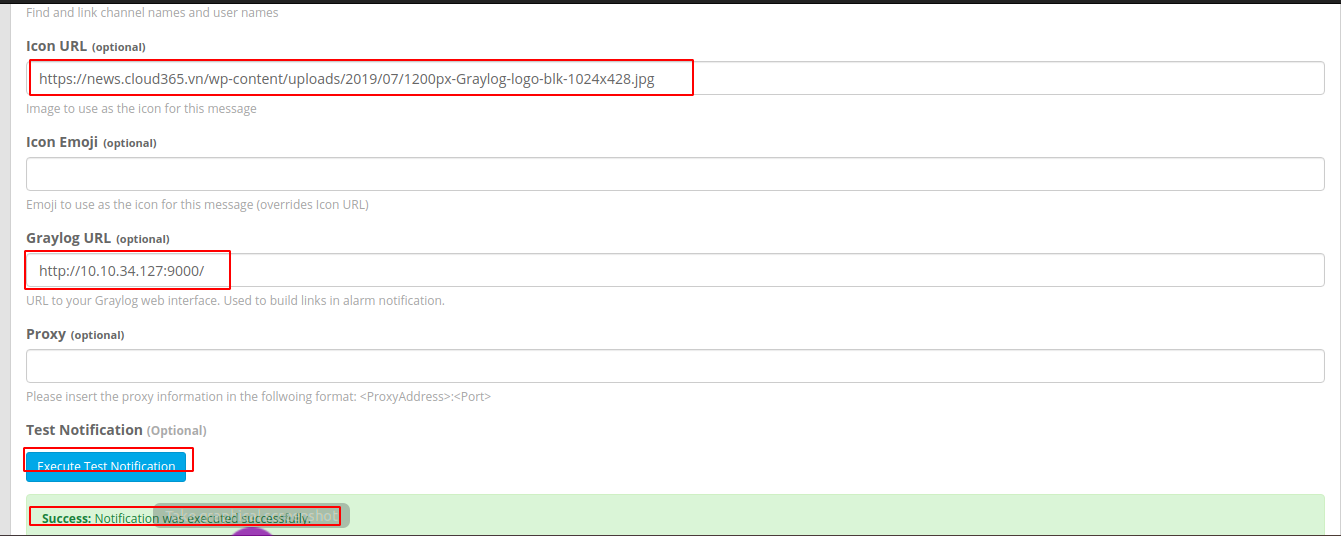 Find and link channel names and user names
Icon URL (optional)
https://news.cloud365.vn/wp-content/uploads/2019/07/1200px-Graylog-logo-blk-1024x428.jpg
Image to use as the icon for this message
Icon Emoji (optional)
Emoji to use as the icon for this message (overrides Icon URL)
Graylog URL (optional)
http://10.10.34.127:9000/
URL to your Graylog web interface. Used to build links in alarm notification.
Proxy (optional)
Please insert the proxy information in the follwoing format: <ProxyAddress>:<Port>
Test Notification (Optional)
Execute Test Notification
Success: Notification was executed successfully.